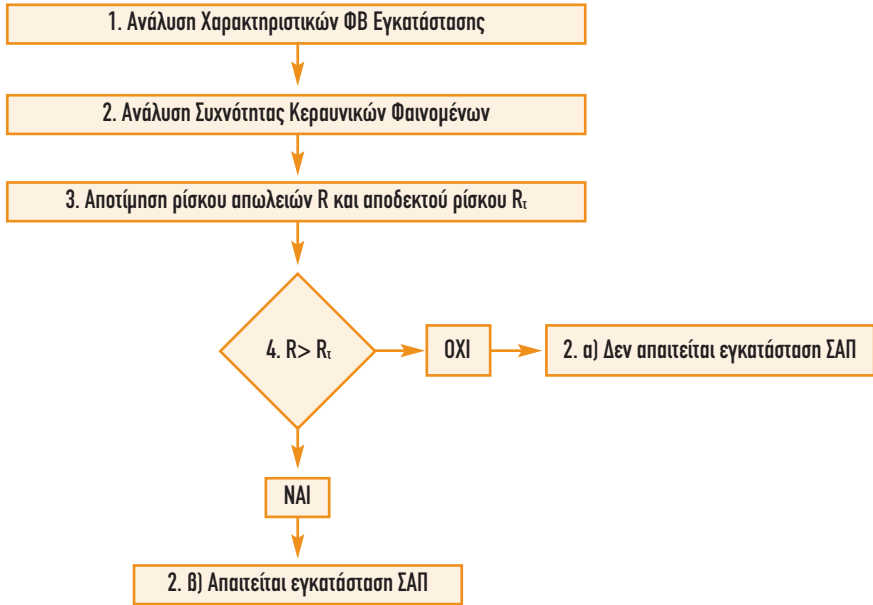 1. Ανάλυση Χαρακτηριστικών ΦΒ Εγκατάστασης
2. Ανάλυση Συχνότητας Κεραυνικών Φαινομένων
3. Αποτίμηση ρίσκου απωλειών R και αποδεκτού ρίσκου Rτ
4. R> Rτ
ΟΧΙ
2. α) Δεν απαιτείται εγκατάσταση ΣΑΠ
ΝΑΙ
2. β) Απαιτείται εγκατάσταση ΣΑΠ